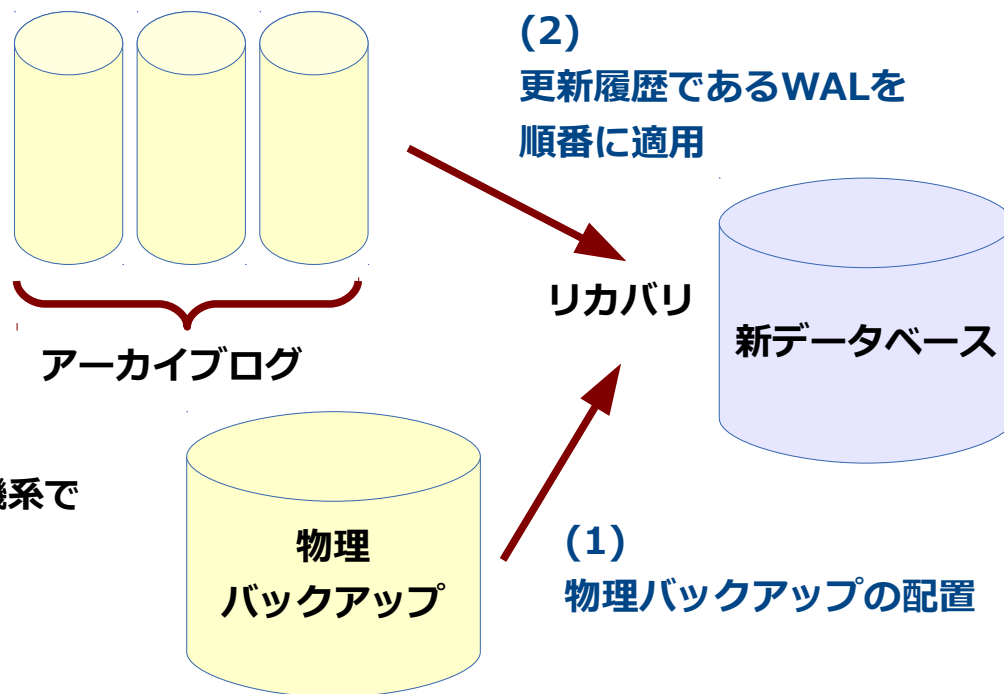 (2)
更新履歴であるWALを
順番に適用
リカバリ
新データベース
アーカイブログ
機系で
物理
バックアップ
(1)
物理バックアップの配置